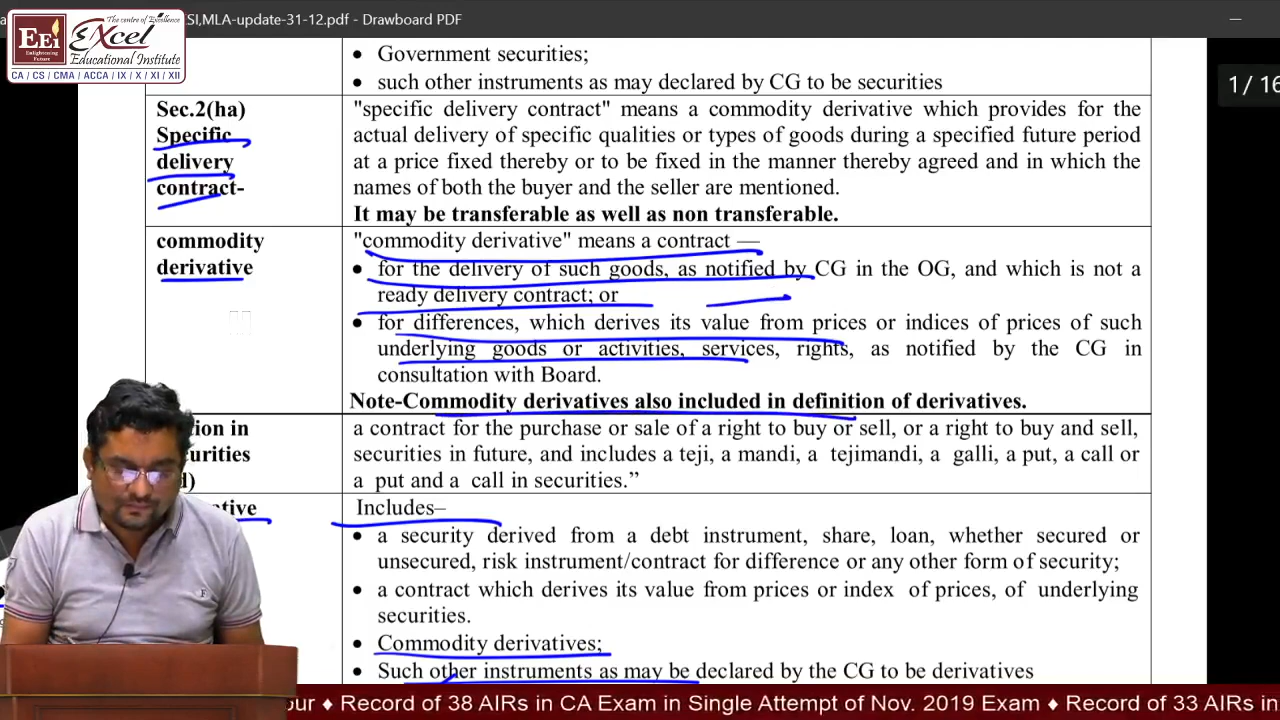 SI,MLA-update-31-12.pdf - Drawboard PDF
The centre of Excellence
EEi
Enlightening
Future
EXcel
Educational Institute
CA / CS / CMA / ACCA / IX / X / XI / XII
1 / 16
• Government securities;
• such other instruments as may declared by CG to be securities
Sec.2(ha)
Specific
delivery
contract-
"specific delivery contract" means a commodity derivative which provides for the
actual delivery of specific qualities or types of goods during a specified future period
at a price fixed thereby or to be fixed in the manner thereby agreed and in which the
names of both the buyer and the seller are mentioned.
It may be transferable as well as non transferable.
commodity
derivative
"commodity derivative" means a contract —
• for the delivery of such goods, as notified by CG in the OG, and which is not a
ready delivery contract; or
• for differences, which derives its value from prices or indices of prices of such
underlying goods or activities, services, rights, as notified by the CG in
consultation with Board.
Note-Commodity derivatives also included in definition of derivatives.
tion in
urities
d)
a contract for the purchase or sale of a right to buy or sell, or a right to buy and sell,
securities in future, and includes a teji, a mandi, a tejimandi, a galli, a put, a call or
a put and a call in securities.”
ative
Includes–
• a security derived from a debt instrument, share, loan, whether secured or
unsecured, risk instrument/contract for difference or any other form of security;
• a contract which derives its value from prices or index of prices, of underlying
securities.
• Commodity derivatives;
• Such other instruments as may be declared by the CG to be derivatives
our ♦ Record of 38 AIRs in CA Exam in Single Attempt of Nov. 2019 Exam ♦ Record of 33 AIRs in